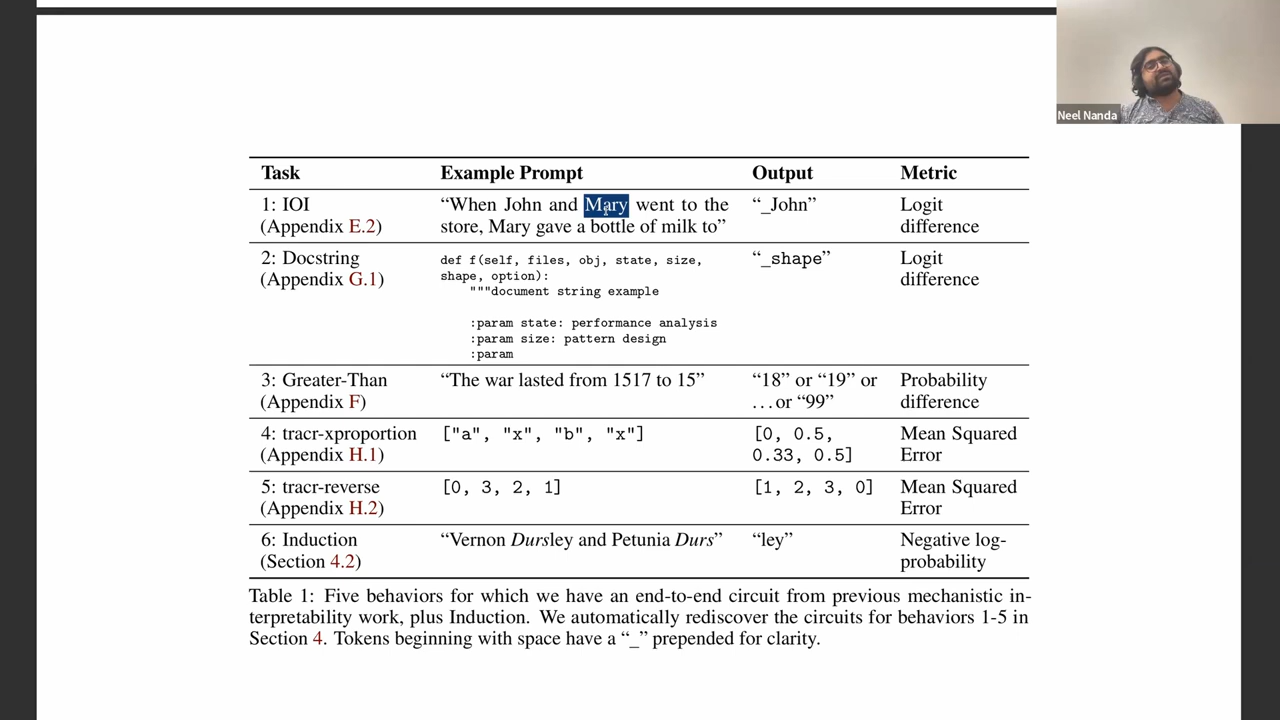 Neel Nanda
Task Example Prompt Output Metric
1: IOI “When John and Mary went to the “_John” Logit
(Appendix E.2) store, Mary gave a bottle of milk to” difference
2: Docstring def f(self, files, obj, state, size, “_shape” Logit
(Appendix G.1) shape, option): difference
"""document string example
:param state: performance analysis
:param size: pattern design
:param
3: Greater-Than “The war lasted from 1517 to 15” “18” or “19” or Probability
(Appendix F) ...or “99” difference
4: tracr-xproportion ["a", "x", "b", "x"] [0, 0.5, Mean Squared
(Appendix H.1) 0.33, 0.5] Error
5: tracr-reverse [0, 3, 2, 1] [1, 2, 3, 0] Mean Squared
(Appendix H.2) Error
6: Induction “Vernon Dursley and Petunia Durs” “ley” Negative log-
(Section 4.2) probability
Table 1: Five behaviors for which we have an end-to-end circuit from previous mechanistic in-
terpretability work, plus Induction. We automatically rediscover the circuits for behaviors 1-5 in
Section 4. Tokens beginning with space have a “_” prepended for clarity.